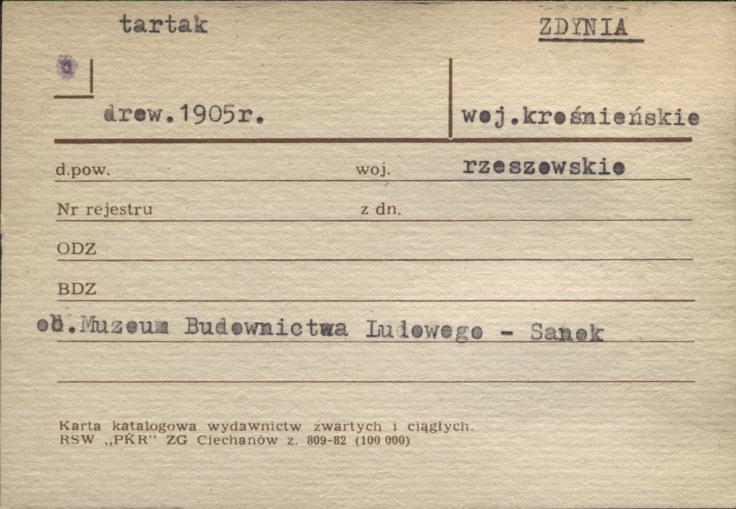 tartak
ZDYNIA
drew.1905r.
woj.krośnieńskie
d.pow.
woj. rzeszowskie
Nr rejestru
z dn.
ODZ
BDZ
ob.Muzeum Budownictwa Ludowego - Sanok
Karta katalogowa wydawnictw zwartych i ciągłych.
RSW „PKR" ZG Ciechanów z. 809-82 (100 000)